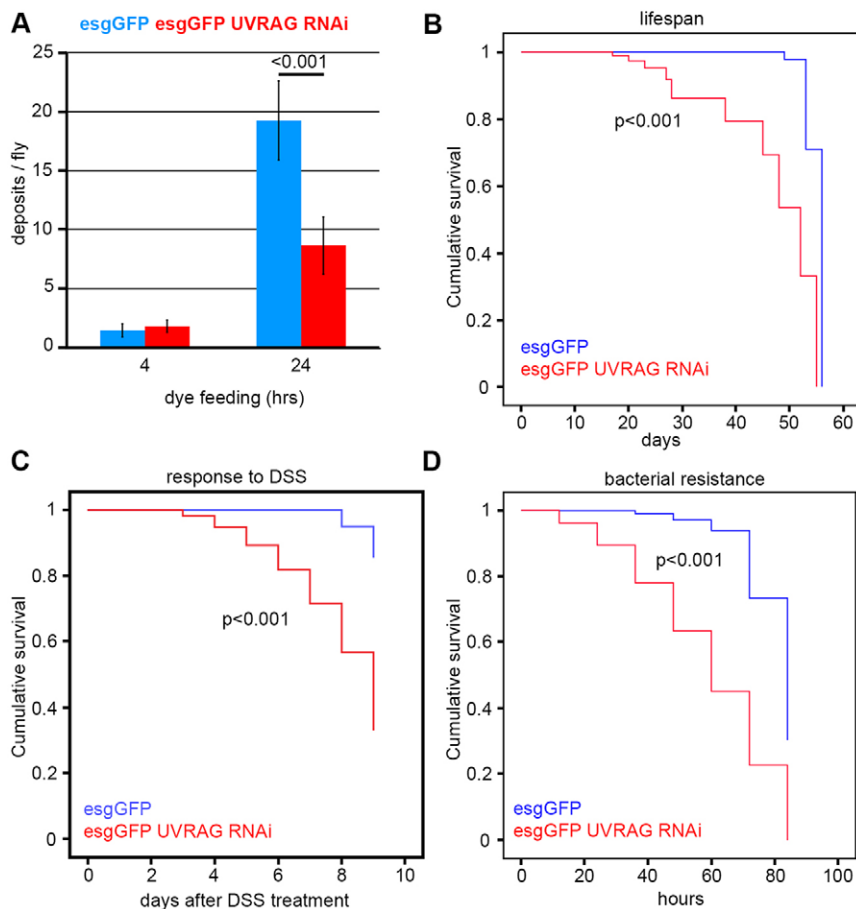 A
esgGFP esgGFP UVRAG RNAi
25
20
15
10
5
0
<0.001
deposits / fly
4
24
dye feeding (hrs)
B
lifespan
1
0.8
0.6
0.4
0.2
0
p<0.001
Cumulative survival
esgGFP
esgGFP UVRAG RNAi
0 10 20 30 40 50 60
days
C
response to DSS
1
0.8
0.6
0.4
0.2
0
p<0.001
Cumulative survival
esgGFP
esgGFP UVRAG RNAi
0 2 4 6 8 10
days after DSS treatment
D
bacterial resistance
1
0.8
0.6
0.4
0.2
0
p<0.001
Cumulative survival
esgGFP
esgGFP UVRAG RNAi
0 20 40 60 80 100
hours